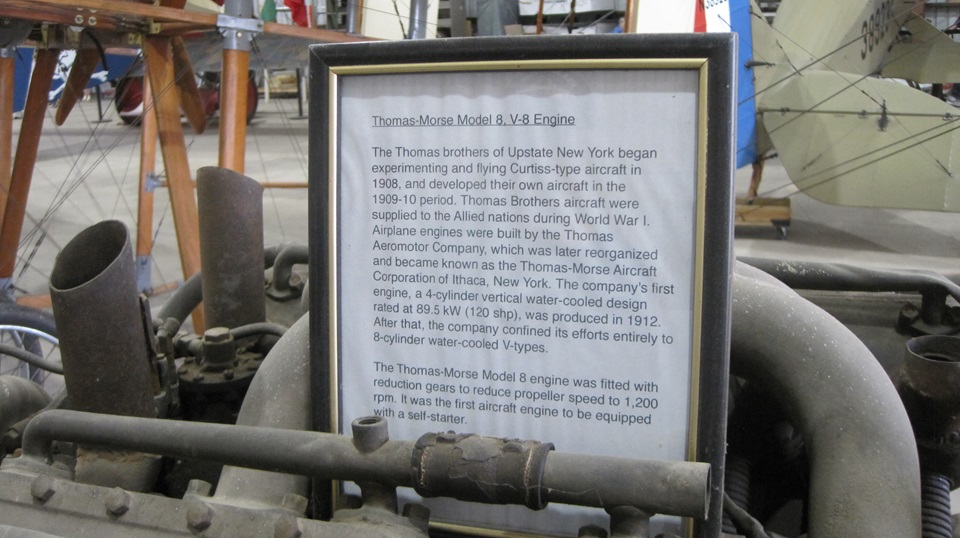 Thomas-Morse Model 8, V-8 Engine
The Thomas brothers of Upstate New York began
experimenting and flying Curtiss-type aircraft in
1908, and developed their own aircraft in the
1909-10 period. Thomas Brothers aircraft were
supplied to the Allied nations during World War I.
Airplane engines were built by the Thomas
Aeromotor Company, which was later reorganized
and became known as the Thomas-Morse Aircraft
Corporation of Ithaca, New York. The company's first
engine, a 4-cylinder vertical water-cooled design
rated at 89.5 kW (120 shp), was produced in 1912.
After that, the company confined its efforts entirely to
8-cylinder water-cooled V-types.
The Thomas-Morse Model 8 engine was fitted with
reduction gears to reduce propeller speed to 1,200
rpm. It was the first aircraft engine to be equipped
with a self-starter.